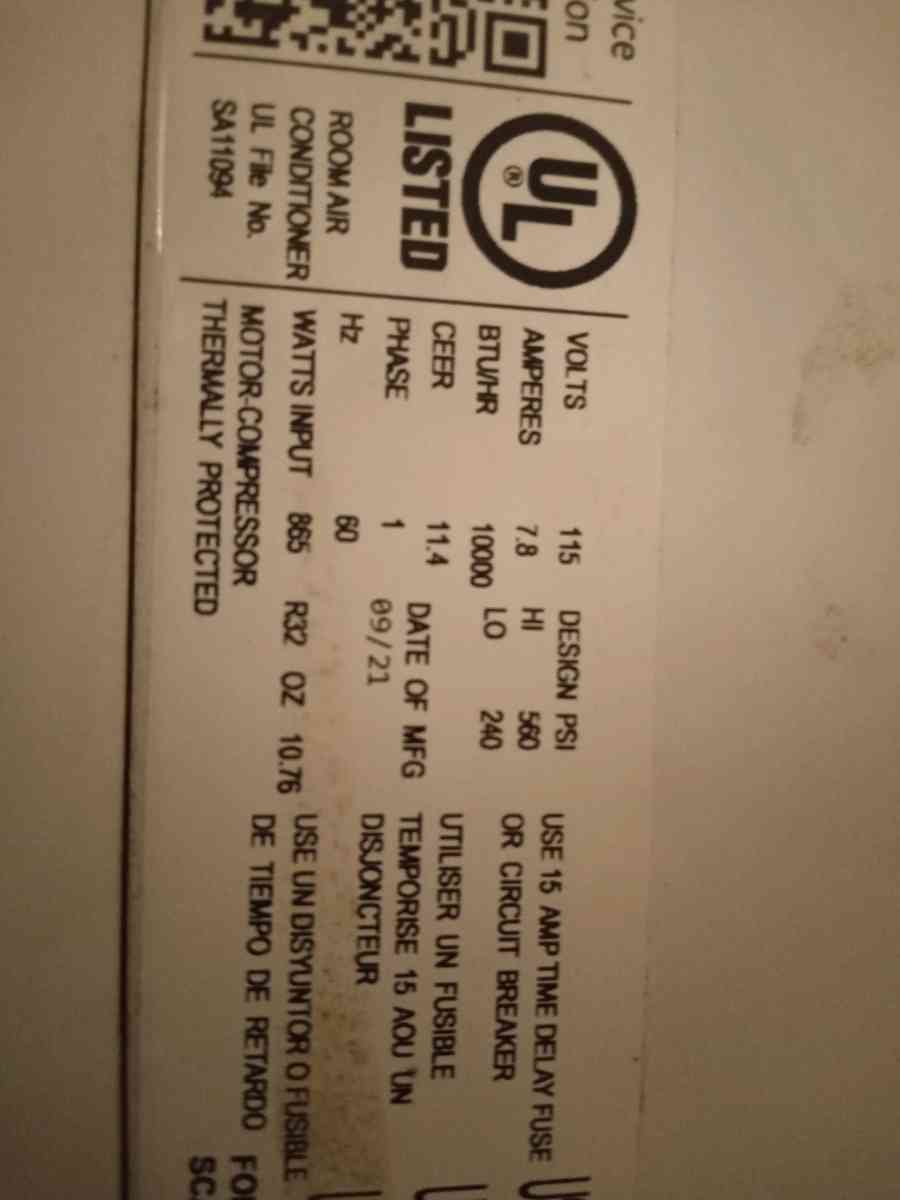 vice
on
UL
®
LISTED
ROOM AIR
CONDITIONER
UL File No.
SA11094
VOLTS 115
AMPERES 7.8
BTU/HR 10000
CEER 11.4
PHASE 1
Hz 60
WATTS INPUT 865
MOTOR-COMPRESSOR
THERMALLY PROTECTED
DESIGN PSI
HI 560
LO 240
DATE OF MFG
09/21
R32 OZ 10.76
USE 15 AMP TIME DELAY FUSE
OR CIRCUIT BREAKER
UTILISER UN FUSIBLE
TEMPORISE 15 AOU 'UN
DISJONCTEUR
USE UN DISYUNTOR O FUSIBLE
DE TIEMPO DE RETARDO